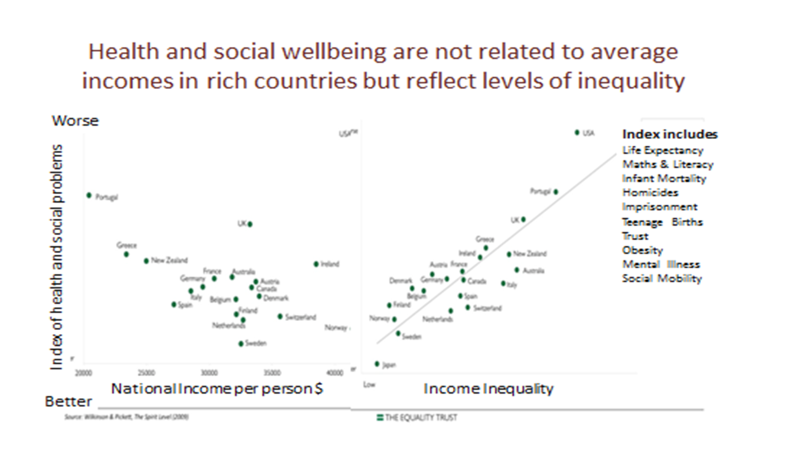 Health and social wellbeing are not related to average
incomes in rich countries but reflect levels of inequality
Worse
Index of health and social problems
USA
Portugal
UK
Greece
New Zealand
Ireland
France
Australia
Germany
Austria
Canada
Italy
Belgium
Denmark
Spain
Finland
Switzerland
Netherlands
Norway
Sweden
20000
25000
30000
35000
40000
National Income per person $
Better
USA
Portugal
UK
Greece
Ireland
New Zealand
Austria
France
Australia
Denmark
Germany
Canada
Italy
Belgium
Spain
Finland
Switzerland
Norway
Netherlands
Sweden
Japan
Low
Income Inequality
Index includes
Life Expectancy
Maths & Literacy
Infant Mortality
Homicides
Imprisonment
Teenage Births
Trust
Obesity
Mental Illness
Social Mobility
Source: Wilkinson & Pickett, The Spirit Level (2009)
THE EQUALITY TRUST